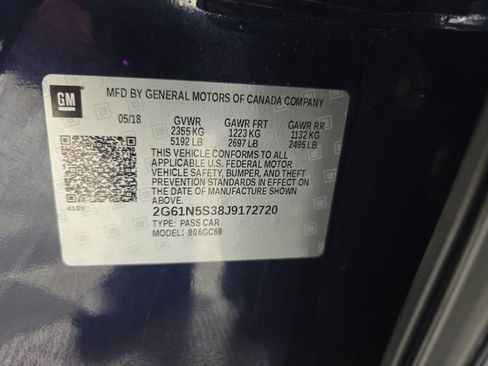 GM
MFD BY GENERAL MOTORS OF CANADA COMPANY
05/18 GVWR GAWR FRT GAWR RR
2355 KG 1223 KG 1132 KG
5192 LB 2697 LB 2495 LB
THIS VEHICLE CONFORMS TO ALL
APPLICABLE U.S. FEDERAL MOTOR
VEHICLE SAFETY, BUMPER, AND THEFT
PREVENTION STANDARDS IN EFFECT ON
THE DATE OF MANUFACTURE SHOWN
ABOVE.
2G61N5S38J9172720
TYPE: PASS CAR
MODEL: